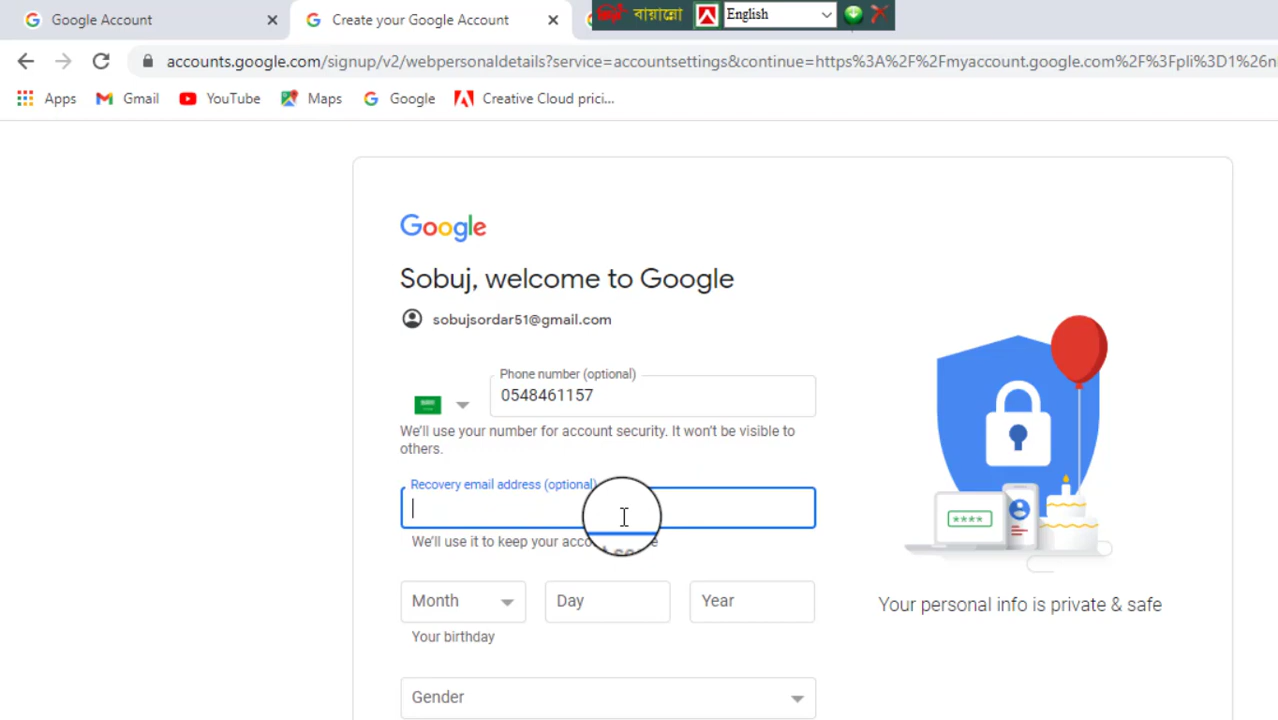 Google Account
Create your Google Account
বায়ান্নো
English
accounts.google.com/signup/v2/webpersonaldetails?service=accountsettings&continue=https%3A%2F%2Fmyaccount.google.com%2F%3Fpli%3D1%26n
Apps
Gmail
YouTube
Maps
Google
Creative Cloud prici...
Google
Sobuj, welcome to Google
sobujsordar51@gmail.com
Phone number (optional)
0548461157
We'll use your number for account security. It won't be visible to
others.
Recovery email address (optional)
We'll use it to keep your
Month
Day
Year
Your birthday
Gender
****
Your personal info is private & safe